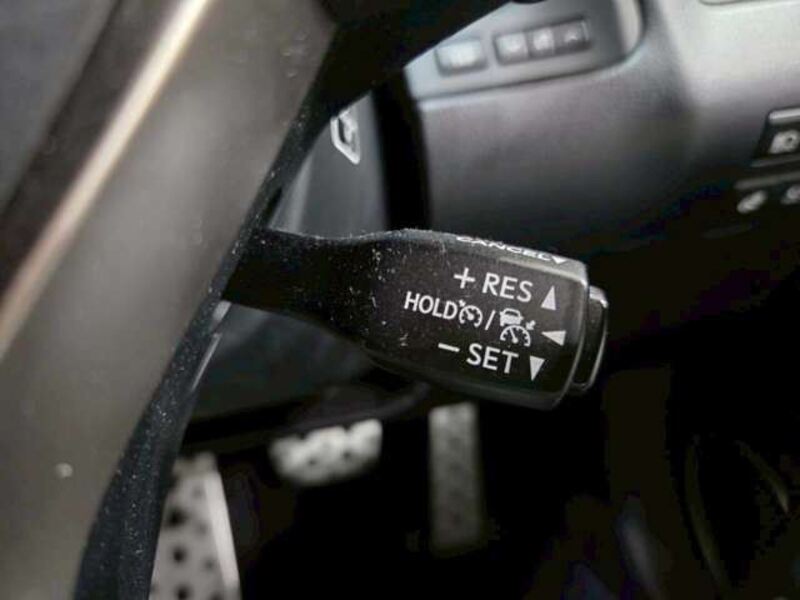 CANCEL
+ RES
HOLD /
− SET